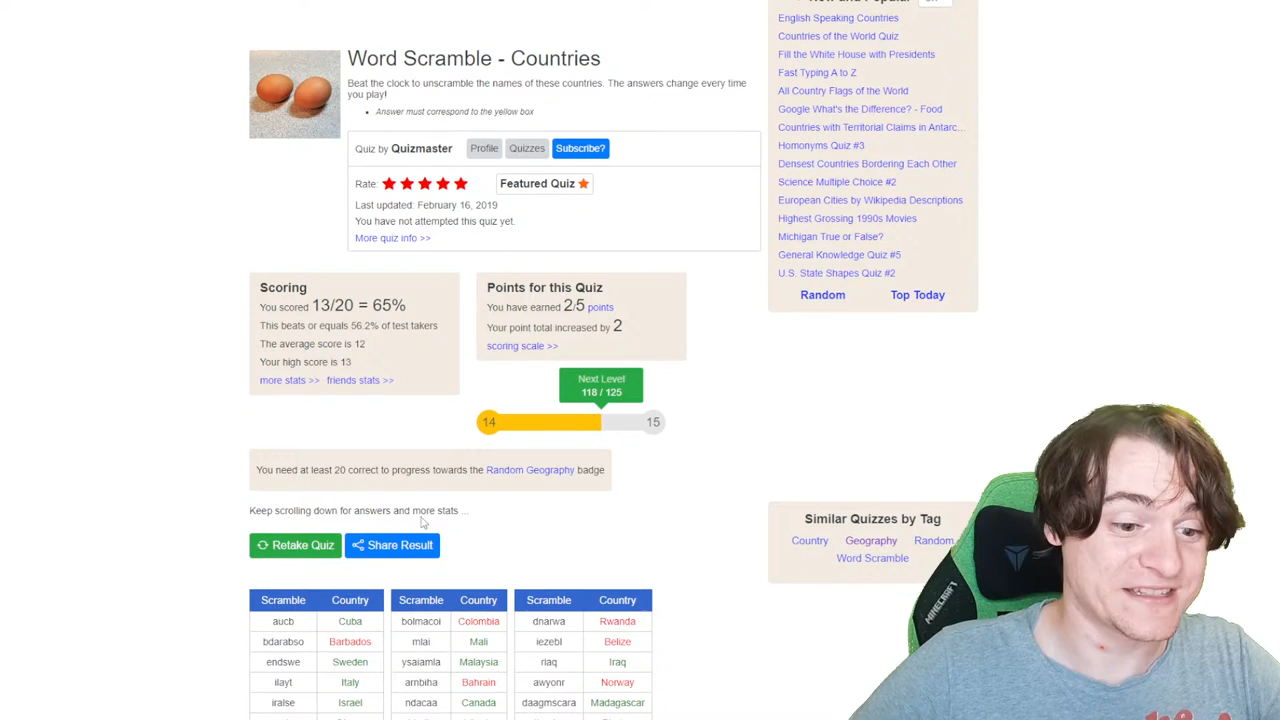 Word Scramble - Countries
Beat the clock to unscramble the names of these countries. The answers change every time
you play!
Answer must correspond to the yellow box
Quiz by Quizmaster Profile Quizzes Subscribe?
Rate: Featured Quiz
Last updated: February 16, 2019
You have not attempted this quiz yet.
More quiz info >>
Scoring
You scored 13/20 = 65%
This beats or equals 56.2% of test takers
The average score is 12
Your high score is 13
more stats >> friends stats >>
Points for this Quiz
You have earned 2/5 points
Your point total increased by 2
scoring scale >>
Next Level
118 / 125
14 15
You need at least 20 correct to progress towards the Random Geography badge
Keep scrolling down for answers and more stats ...
Retake Quiz Share Result
Scramble Country Scramble Country Scramble Country
aucb Cuba bolmacoi Colombia dnarwa Rwanda
bdarabso Barbados mlai Mali iezebl Belize
endswe Sweden ysaiamla Malaysia riaq Iraq
ilayt Italy arnbiha Bahrain awyonr Norway
iralse Israel ndacaa Canada daagmscara Madagascar
English Speaking Countries
Countries of the World Quiz
Fill the White House with Presidents
Fast Typing A to Z
All Country Flags of the World
Google What's the Difference? - Food
Countries with Territorial Claims in Antarc...
Homonyms Quiz #3
Densest Countries Bordering Each Other
Science Multiple Choice #2
European Cities by Wikipedia Descriptions
Highest Grossing 1990s Movies
Michigan True or False?
General Knowledge Quiz #5
U.S. State Shapes Quiz #2
Random Top Today
Similar Quizzes by Tag
Country Geography Random
Word Scramble
MINECRAFT